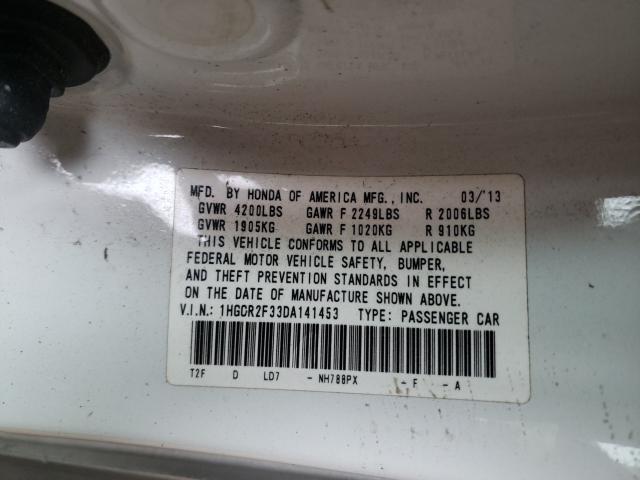 MFD. BY HONDA OF AMERICA MFG., INC. 03/'13
GVWR 4200LBS GAWR F 2249LBS R 2006LBS
GVWR 1905KG GAWR F 1020KG R 910KG
THIS VEHICLE CONFORMS TO ALL APPLICABLE
FEDERAL MOTOR VEHICLE SAFETY, BUMPER,
AND THEFT PREVENTION STANDARDS IN EFFECT
ON THE DATE OF MANUFACTURE SHOWN ABOVE.
V.I.N.: 1HGCR2F33DA141453 TYPE: PASSENGER CAR
T2F D LD7 - NH788PX - F - A